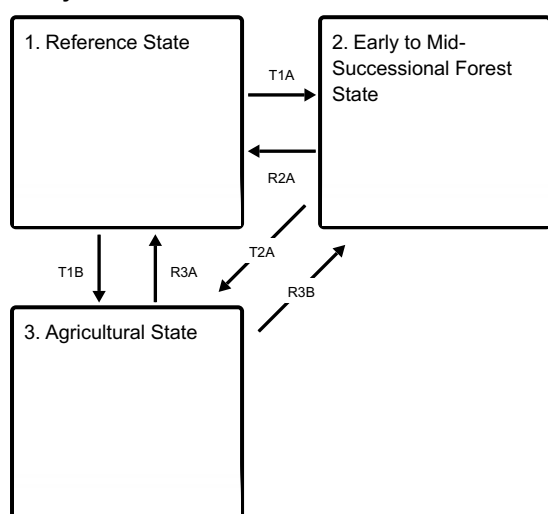 1. Reference State
2. Early to Mid-
Successional Forest
State
T1A
R2A
T2A
T1B
R3A
R3B
3. Agricultural State